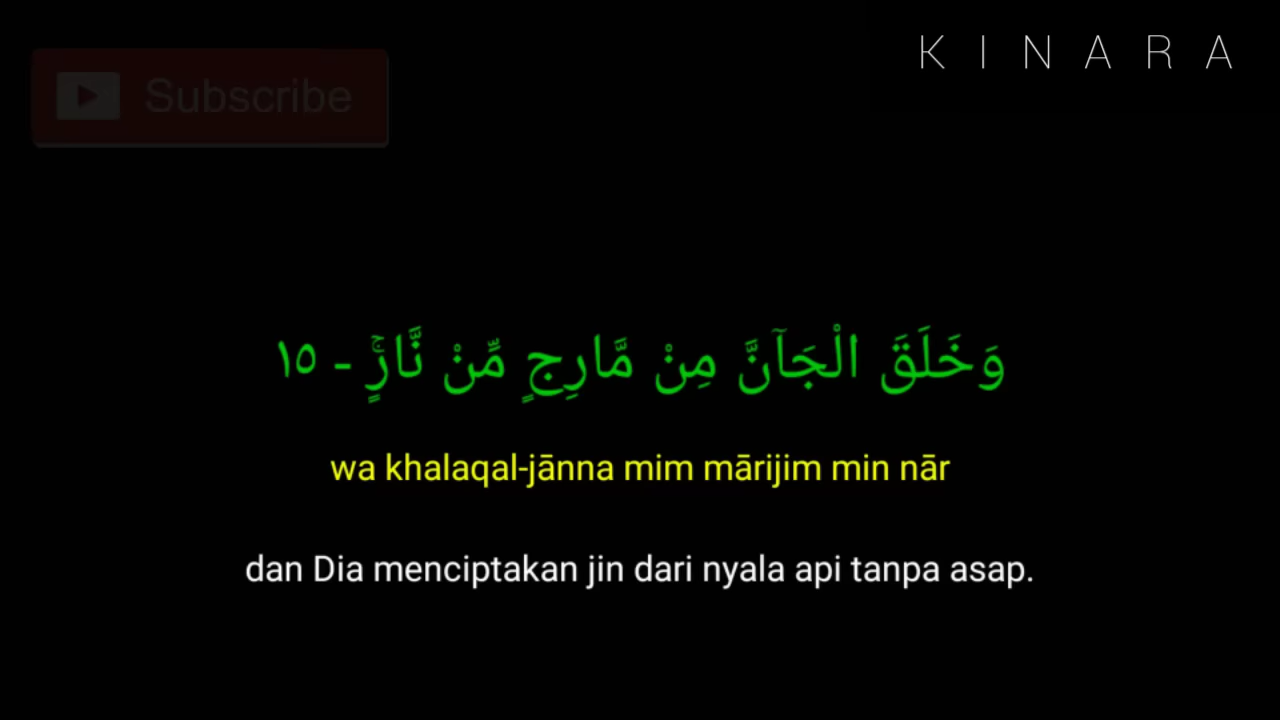 K I N A R A
Subscribe
وَخَلَقَ الْجَاۤنَّ مِنْ مَّارِجٍ مِّنْ نَّارٍۚ - ١٥
wa khalaqal-jānna mim mārijim min nār
dan Dia menciptakan jin dari nyala api tanpa asap.